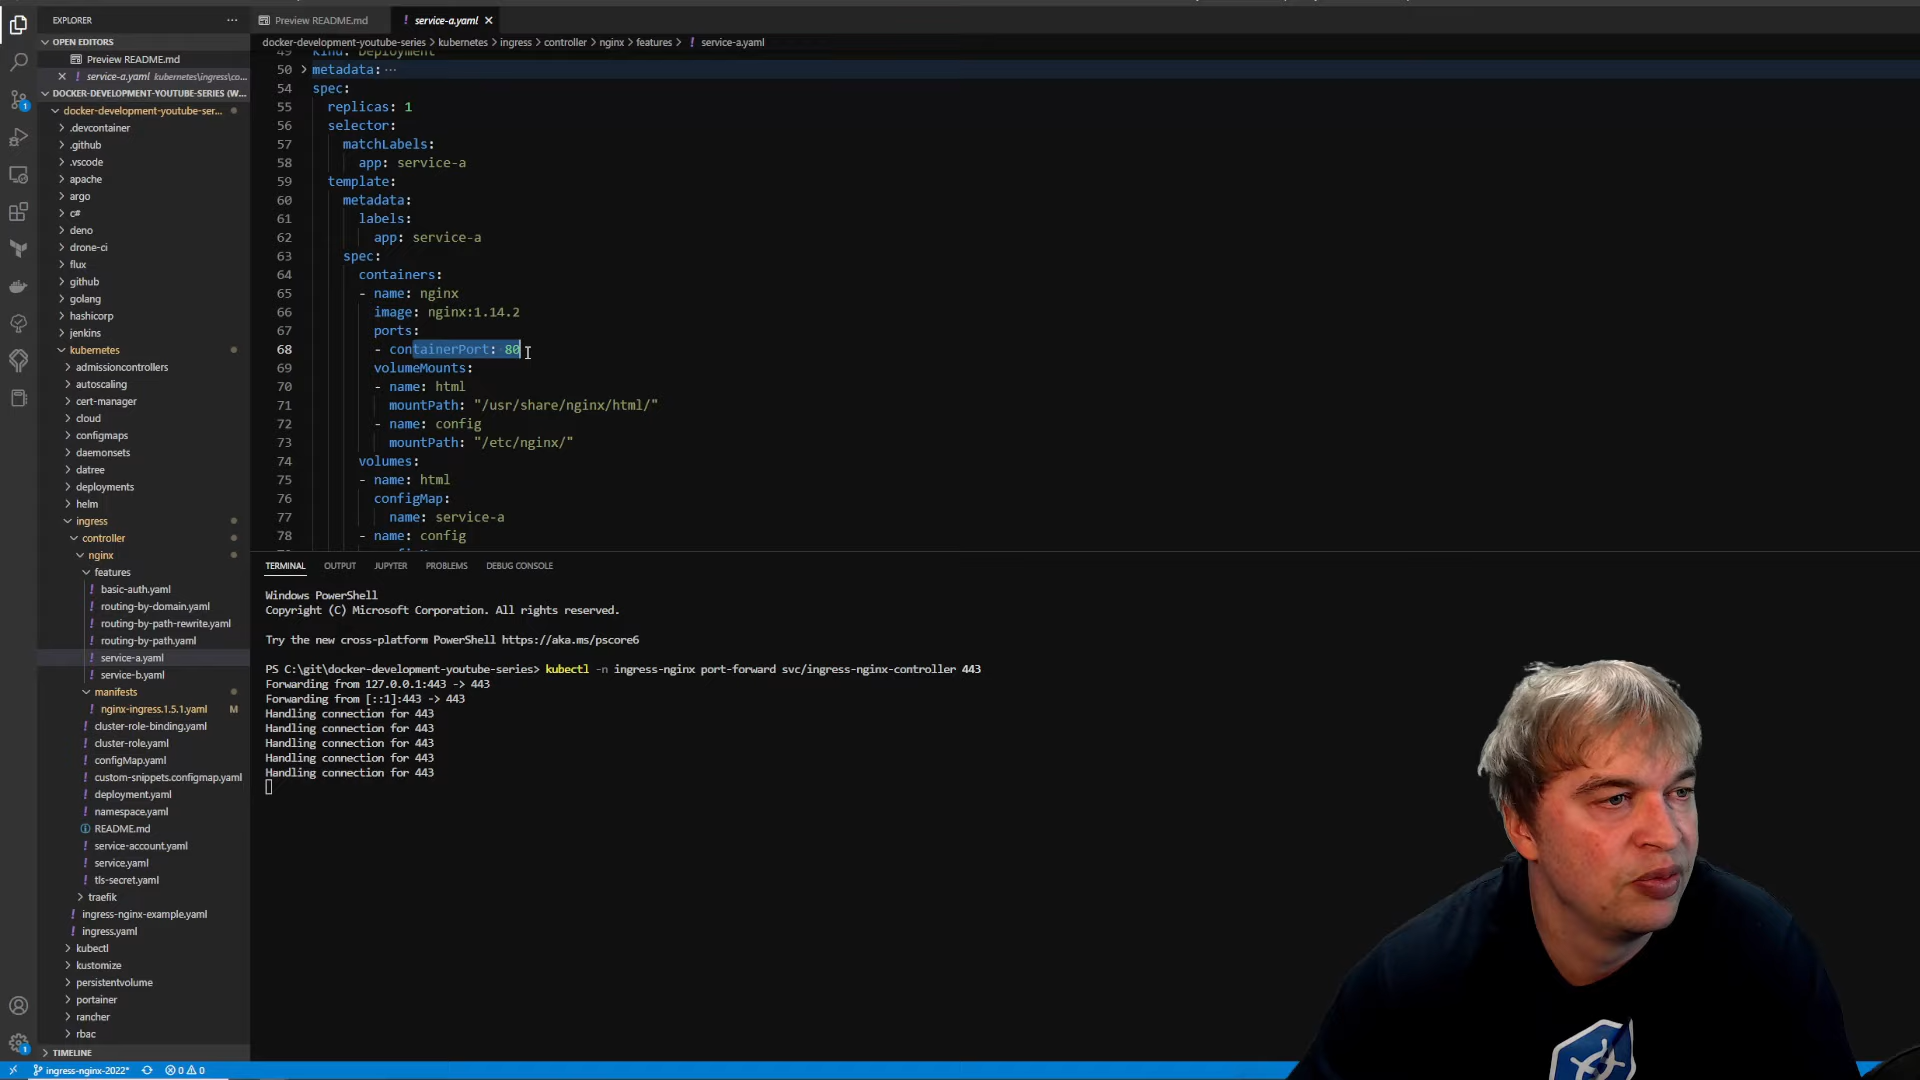 EXPLORER
OPEN EDITORS
Preview README.md
service-a.yaml kubernetes\ingress\co...
DOCKER-DEVELOPMENT-YOUTUBE-SERIES (W...
docker-development-youtube-ser...
.devcontainer
.github
.vscode
apache
argo
c#
deno
drone-ci
flux
github
golang
hashicorp
jenkins
kubernetes
admissioncontrollers
autoscaling
cert-manager
cloud
configmaps
daemonsets
datree
deployments
helm
ingress
controller
nginx
features
! basic-auth.yaml
! routing-by-domain.yaml
! routing-by-path-rewrite.yaml
! routing-by-path.yaml
! service-a.yaml
! service-b.yaml
manifests
! nginx-ingress.1.5.1.yaml M
! cluster-role-binding.yaml
! cluster-role.yaml
! configMap.yaml
! custom-snippets.configmap.yaml
! deployment.yaml
! namespace.yaml
README.md
! service-account.yaml
! service.yaml
! tls-secret.yaml
traefik
! ingress-nginx-example.yaml
! ingress.yaml
kubectl
kustomize
persistentvolume
portainer
rancher
rbac
TIMELINE
Preview README.md ! service-a.yaml
docker-development-youtube-series > kubernetes > ingress > controller > nginx > features > ! service-a.yaml
49 kind: Deployment
50 metadata: ...
54 spec:
55 replicas: 1
56 selector:
57 matchLabels:
58 app: service-a
59 template:
60 metadata:
61 labels:
62 app: service-a
63 spec:
64 containers:
65 - name: nginx
66 image: nginx:1.14.2
67 ports:
68 - containerPort: 80
69 volumeMounts:
70 - name: html
71 mountPath: "/usr/share/nginx/html/"
72 - name: config
73 mountPath: "/etc/nginx/"
74 volumes:
75 - name: html
76 configMap:
77 name: service-a
78 - name: config
TERMINAL OUTPUT JUPYTER PROBLEMS DEBUG CONSOLE
Windows PowerShell
Copyright (C) Microsoft Corporation. All rights reserved.
Try the new cross-platform PowerShell https://aka.ms/pscore6
PS C:\git\docker-development-youtube-series> kubectl -n ingress-nginx port-forward svc/ingress-nginx-controller 443
Forwarding from 127.0.0.1:443 -> 443
Forwarding from [::1]:443 -> 443
Handling connection for 443
Handling connection for 443
Handling connection for 443
Handling connection for 443
Handling connection for 443
ingress-nginx-2022* 0 0